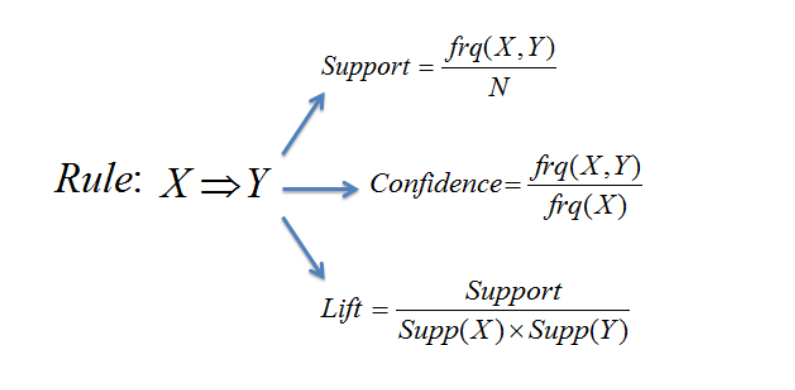 Support = frq(X,Y) / N
Rule: X ⇒ Y
Confidence = frq(X,Y) / frq(X)
Lift = Support / Supp(X) × Supp(Y)